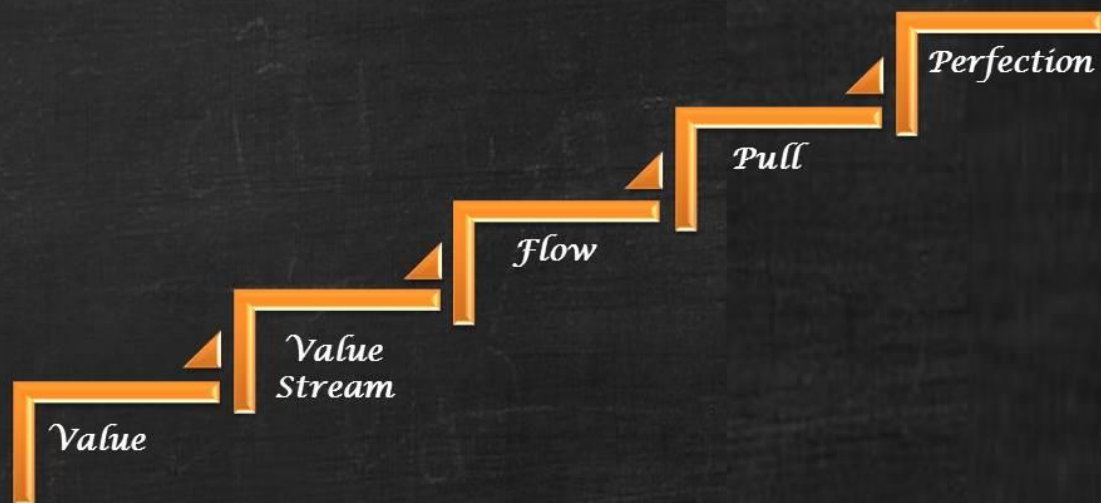 Perfection
Pull
Flow
Value
Stream
Value